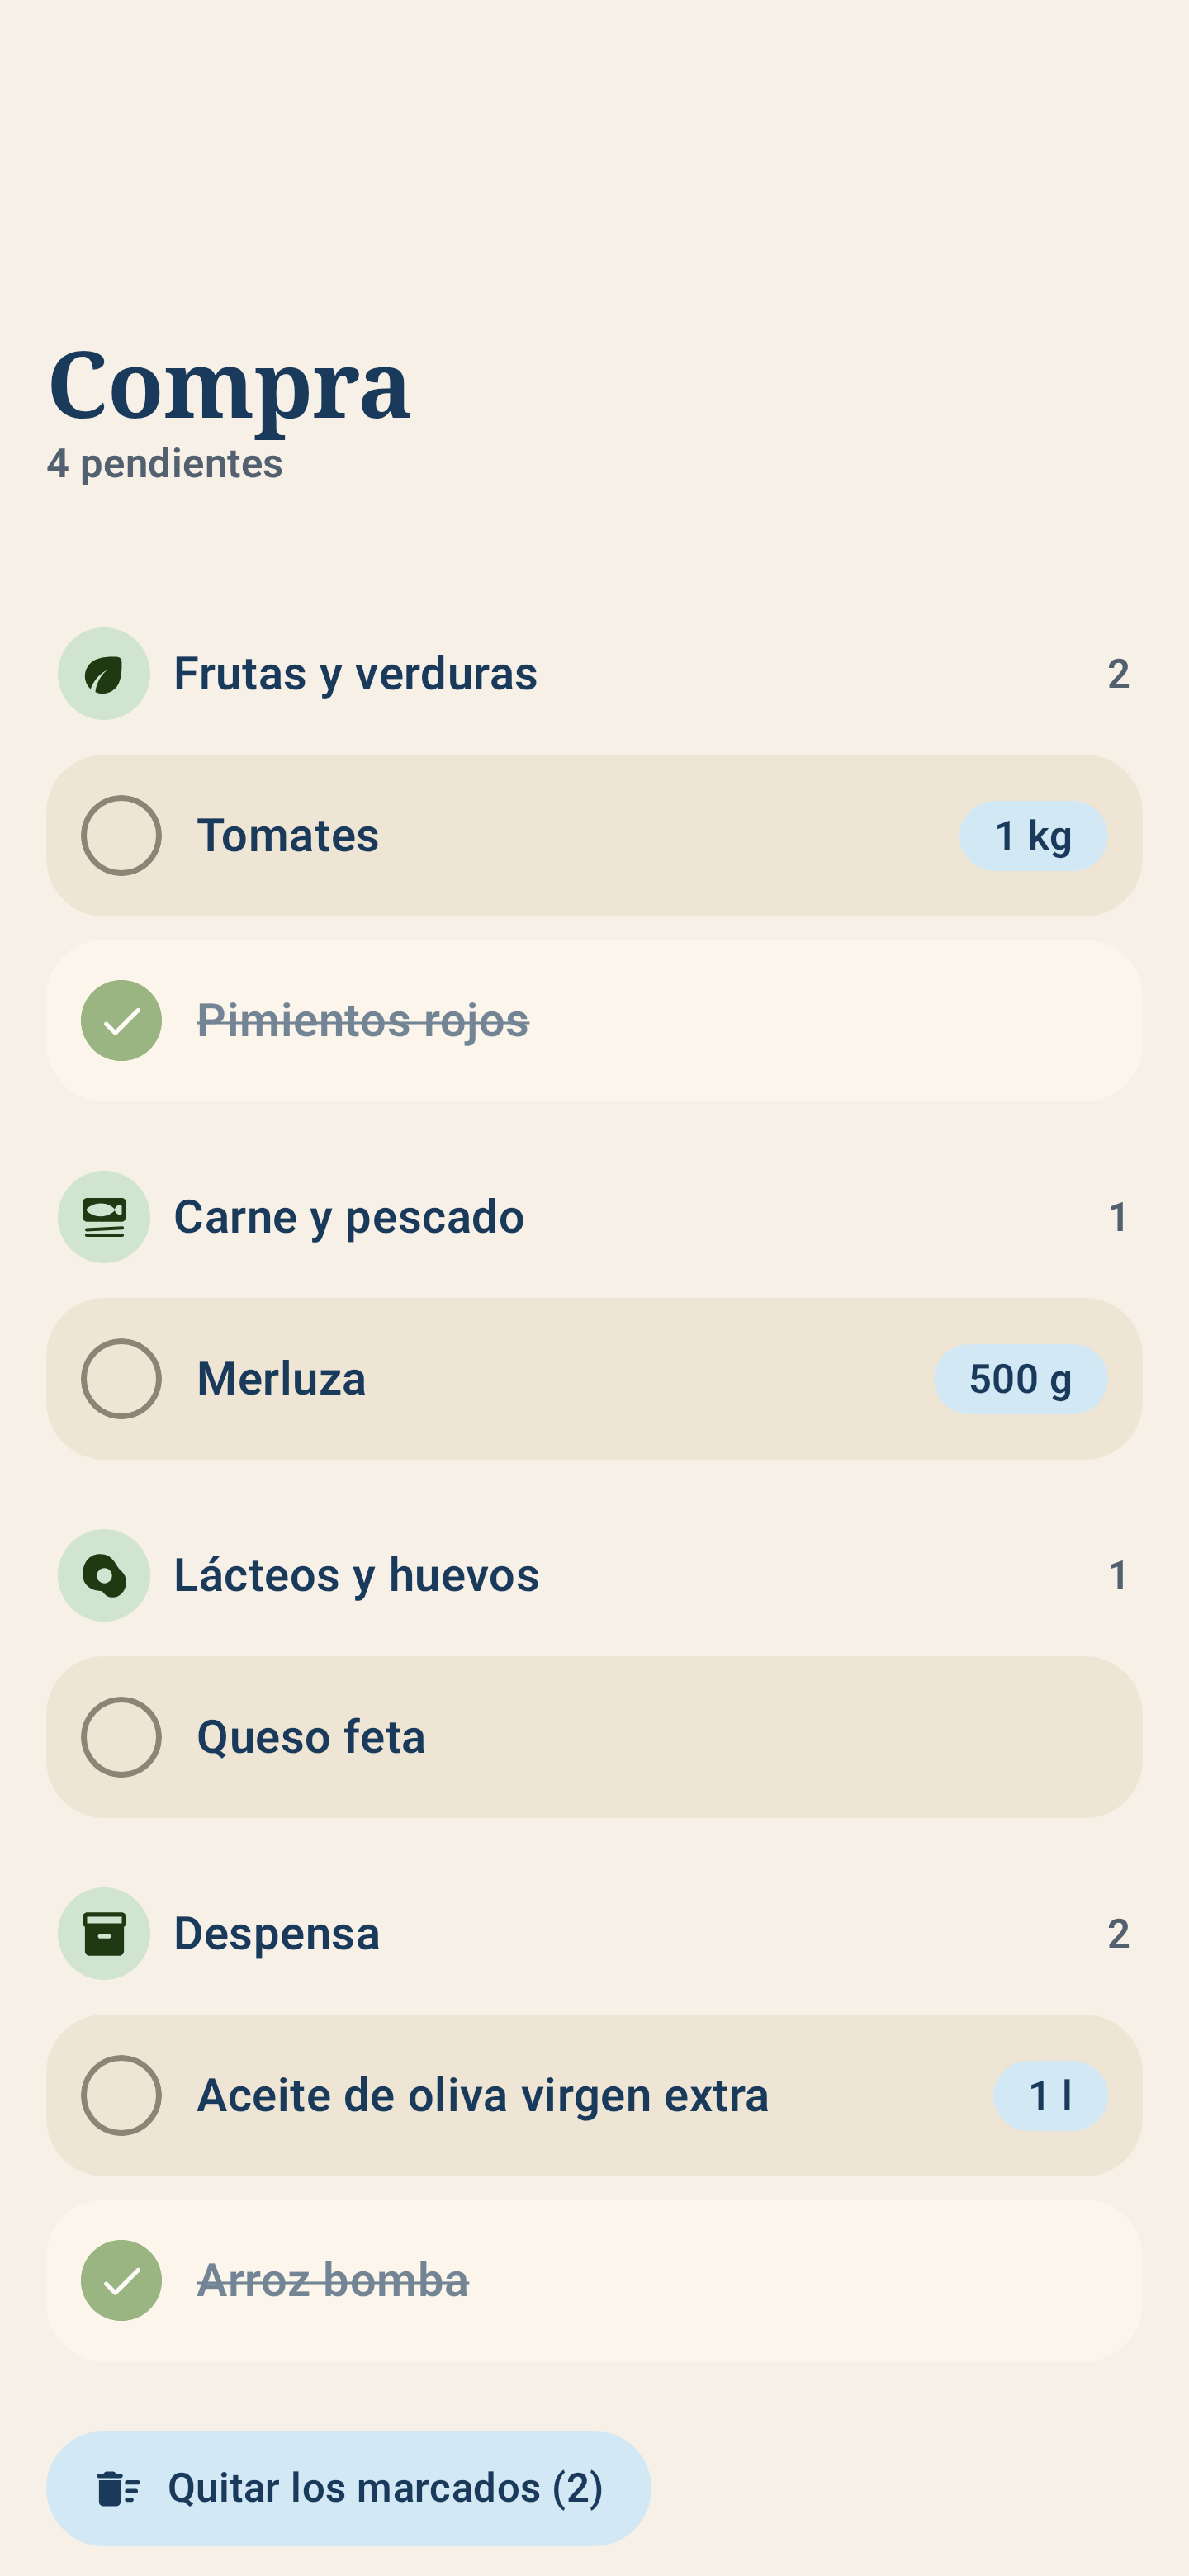 Compra
4 pendientes
Frutas y verduras 2
Tomates 1 kg
Pimientos rojos
Carne y pescado 1
Merluza 500 g
Lácteos y huevos 1
Queso feta
Despensa 2
Aceite de oliva virgen extra 1 l
Arroz bomba
Quitar los marcados (2)